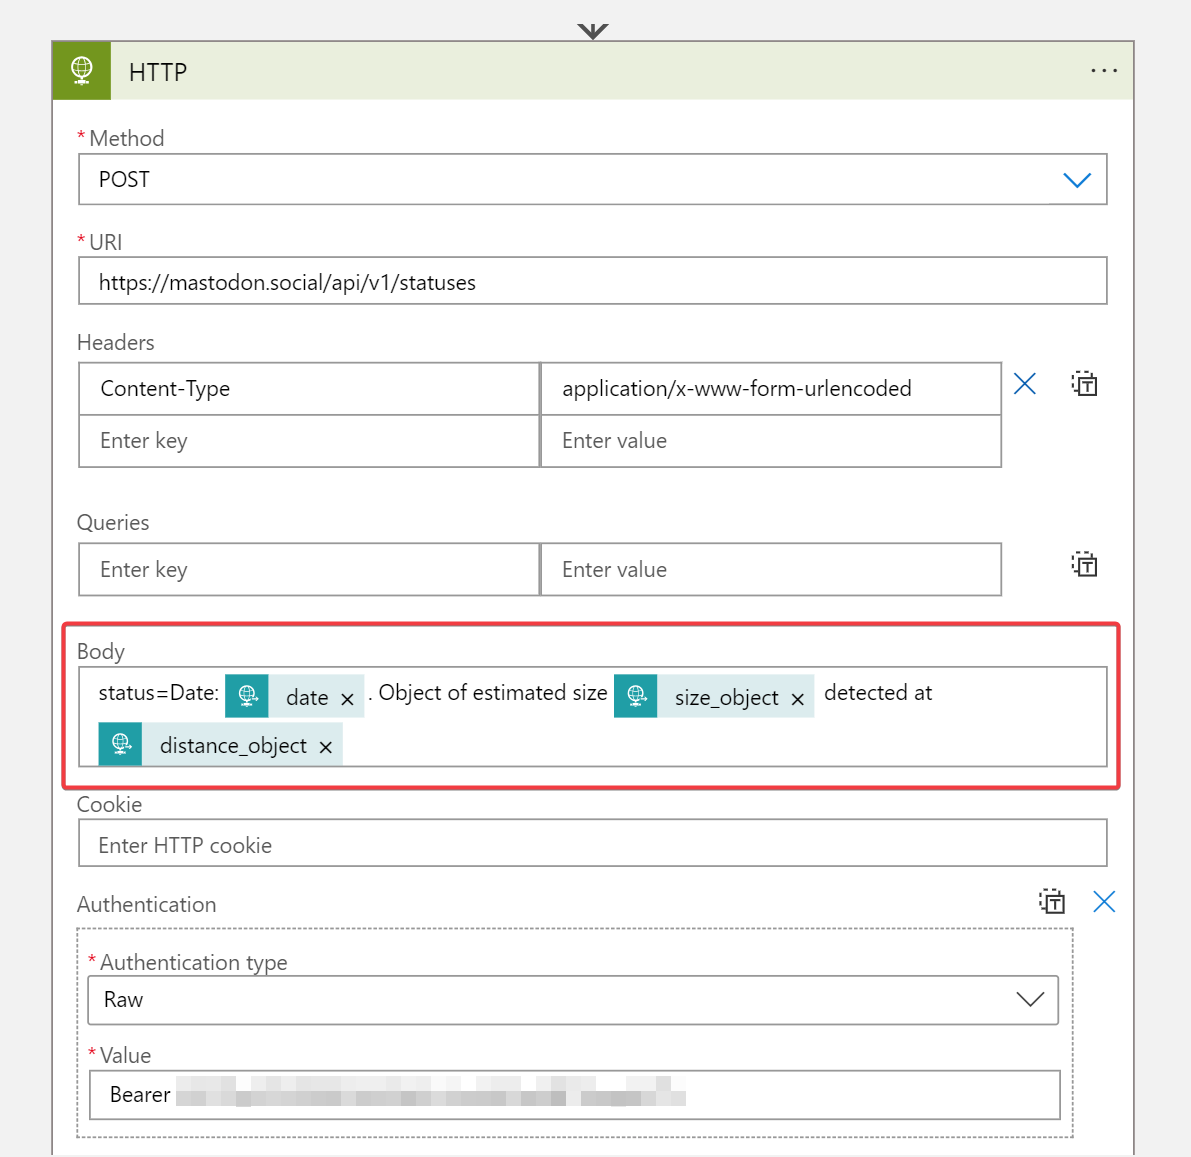 HTTP
* Method
POST
* URI
https://mastodon.social/api/v1/statuses
Headers
Content-Type application/x-www-form-urlencoded
Enter key Enter value
Queries
Enter key Enter value
Body
status=Date: date × . Object of estimated size size_object × detected at
distance_object ×
Cookie
Enter HTTP cookie
Authentication
* Authentication type
Raw
* Value
Bearer